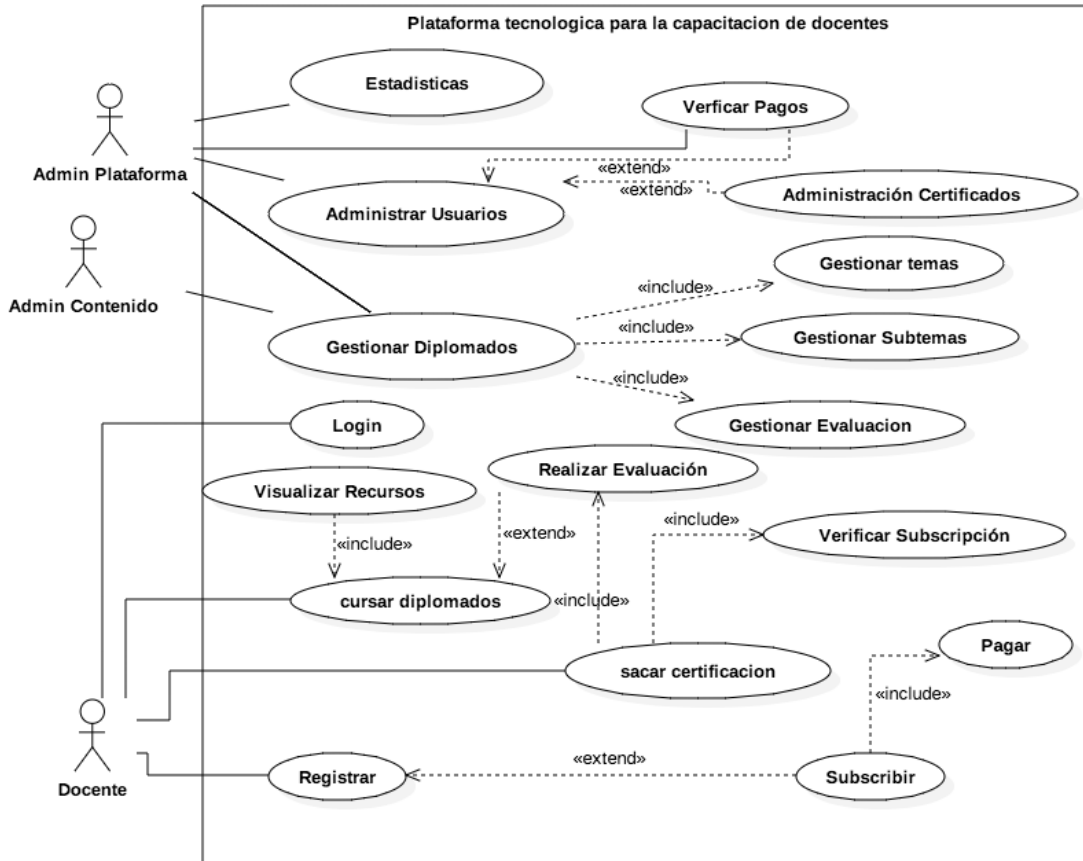 Plataforma tecnologica para la capacitacion de docentes
Estadisticas
Verficar Pagos
Admin Plataforma
«extend»
«extend»
Administrar Usuarios
Administración Certificados
Admin Contenido
Gestionar temas
«include»
«include»
Gestionar Subtemas
Gestionar Diplomados
«include»
Gestionar Evaluacion
Login
Realizar Evaluación
Visualizar Recursos
«include»
«extend»
«include»
Verificar Subscripción
cursar diplomados
«include»
Pagar
sacar certificacion
«include»
«extend»
Registrar
Subscribir
Docente